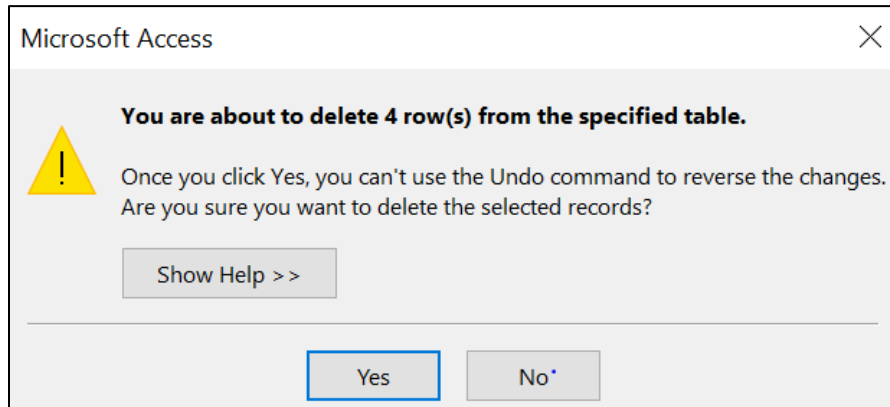 Microsoft Access
You are about to delete 4 row(s) from the specified table.
Once you click Yes, you can't use the Undo command to reverse the changes.
Are you sure you want to delete the selected records?
Show Help >>
Yes
No